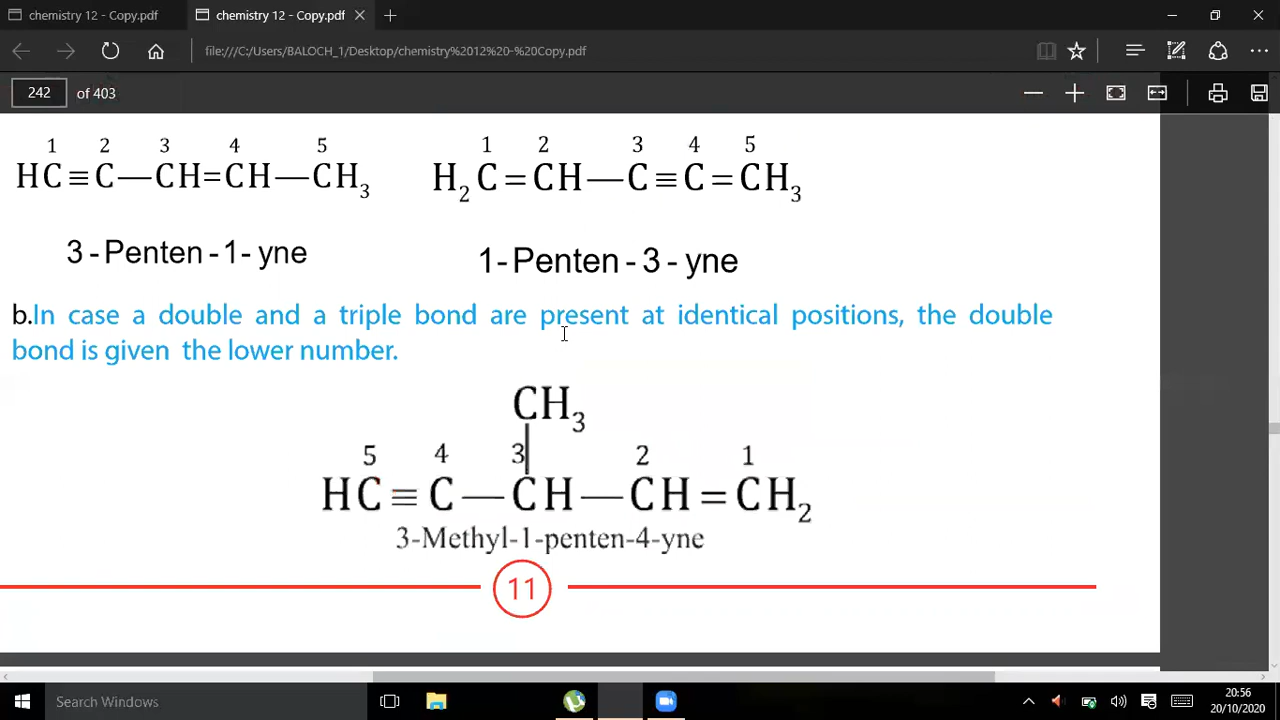 chemistry 12 - Copy.pdf
chemistry 12 - Copy.pdf
file:///C:/Users/BALOCH_1/Desktop/chemistry%2012%20-%20Copy.pdf
242 of 403
1 2 3 4 5
HC≡C—CH=CH—CH₃
3 - Penten - 1 - yne
1 2 3 4 5
H₂C=CH—C≡C=CH₃
1- Penten - 3 - yne
b.In case a double and a triple bond are present at identical positions, the double
bond is given the lower number.
CH₃
5 4 3 2 1
HC≡C—CH—CH=CH₂
3-Methyl-1-penten-4-yne
11
Search Windows
20:56
20/10/2020